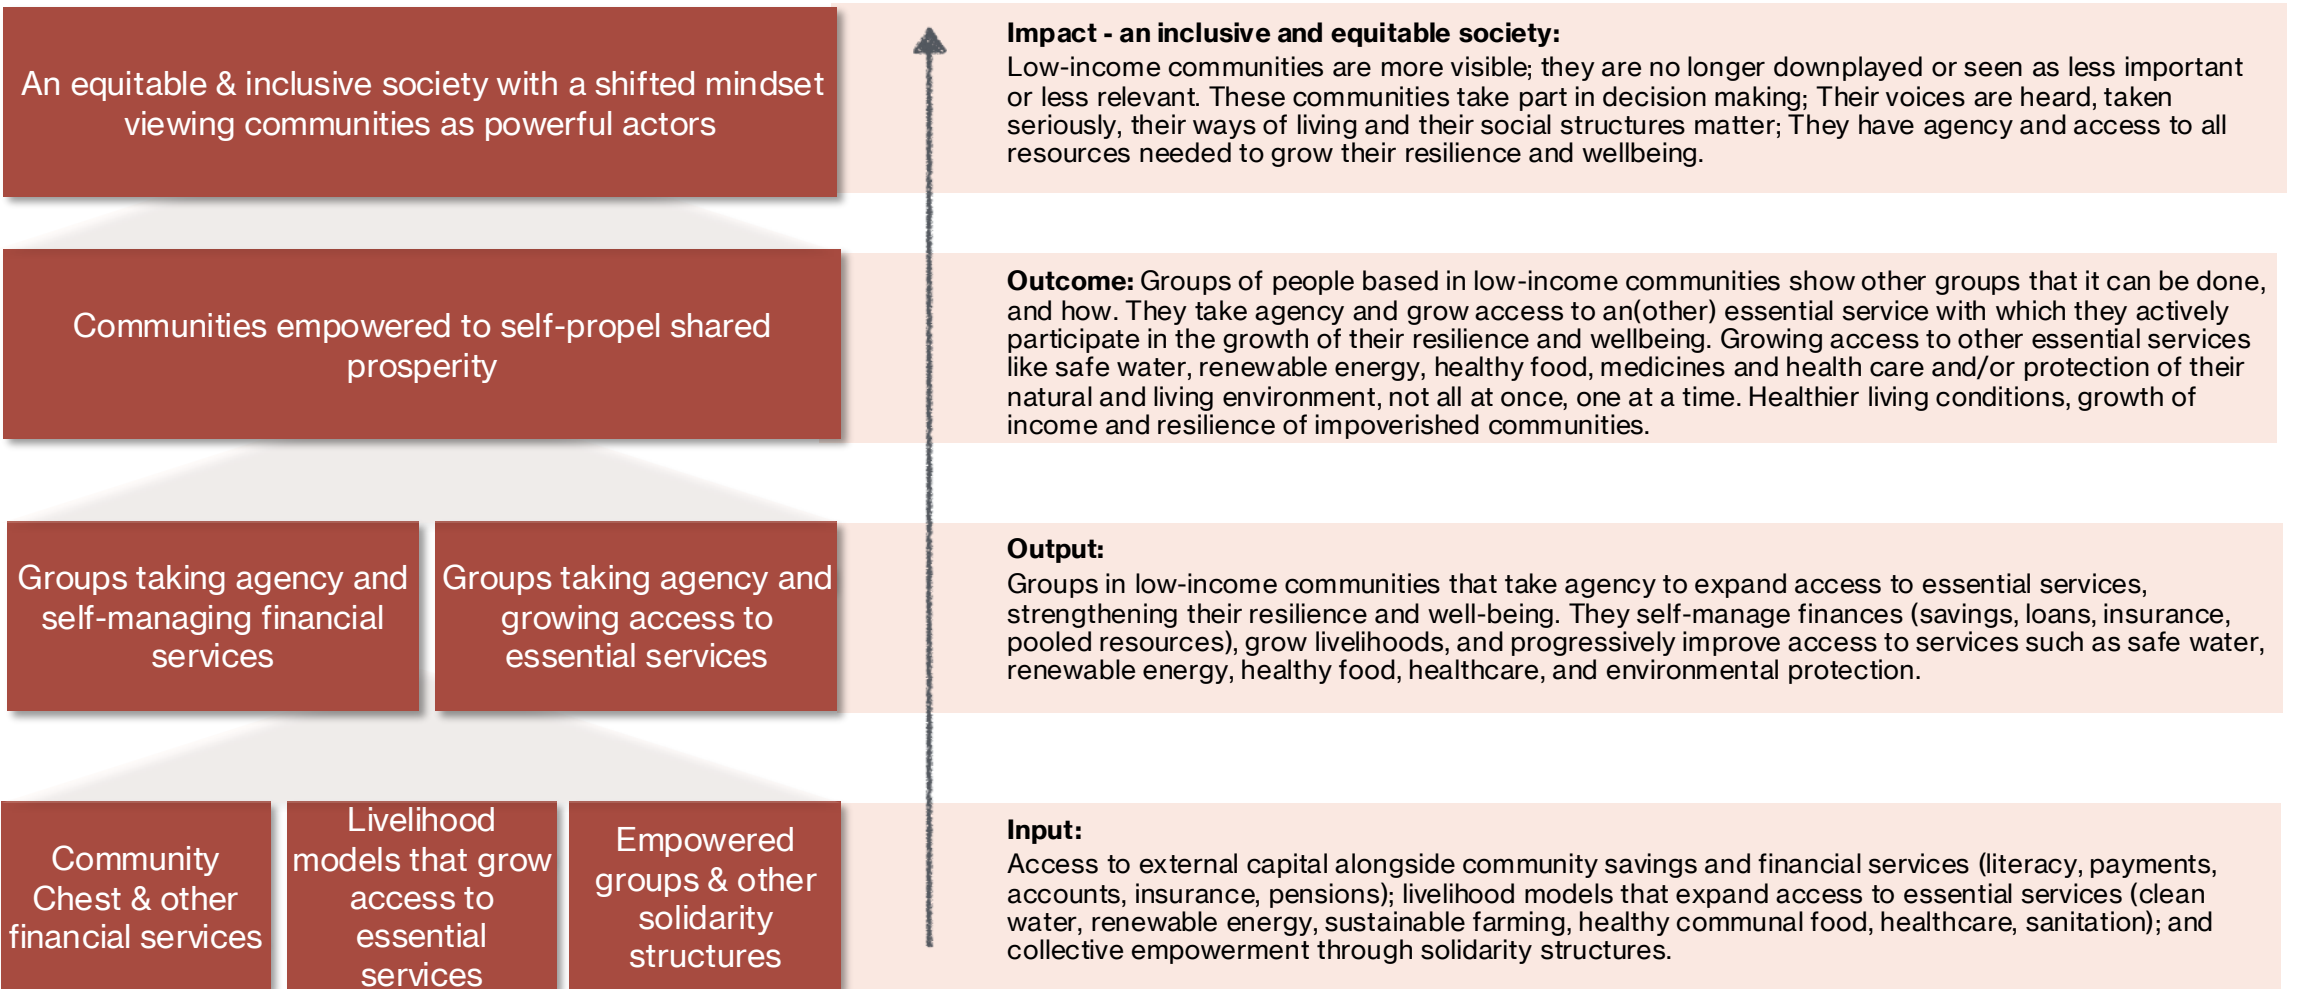 An equitable & inclusive society with a shifted mindset
viewing communities as powerful actors
Impact - an inclusive and equitable society:
Low-income communities are more visible; they are no longer downplayed or seen as less important
or less relevant. These communities take part in decision making; Their voices are heard, taken
seriously, their ways of living and their social structures matter; They have agency and access to all
resources needed to grow their resilience and wellbeing.
Communities empowered to self-propel shared
prosperity
Outcome: Groups of people based in low-income communities show other groups that it can be done,
and how. They take agency and grow access to an(other) essential service with which they actively
participate in the growth of their resilience and wellbeing. Growing access to other essential services
like safe water, renewable energy, healthy food, medicines and health care and/or protection of their
natural and living environment, not all at once, one at a time. Healthier living conditions, growth of
income and resilience of impoverished communities.
Groups taking agency and
self-managing financial
services
Groups taking agency and
growing access to
essential services
Output:
Groups in low-income communities that take agency to expand access to essential services,
strengthening their resilience and well-being. They self-manage finances (savings, loans, insurance,
pooled resources), grow livelihoods, and progressively improve access to services such as safe water,
renewable energy, healthy food, healthcare, and environmental protection.
Community
Chest & other
financial services
Livelihood
models that grow
access to
essential
services
Empowered
groups & other
solidarity
structures
Input:
Access to external capital alongside community savings and financial services (literacy, payments,
accounts, insurance, pensions); livelihood models that expand access to essential services (clean
water, renewable energy, sustainable farming, healthy communal food, healthcare, sanitation); and
collective empowerment through solidarity structures.